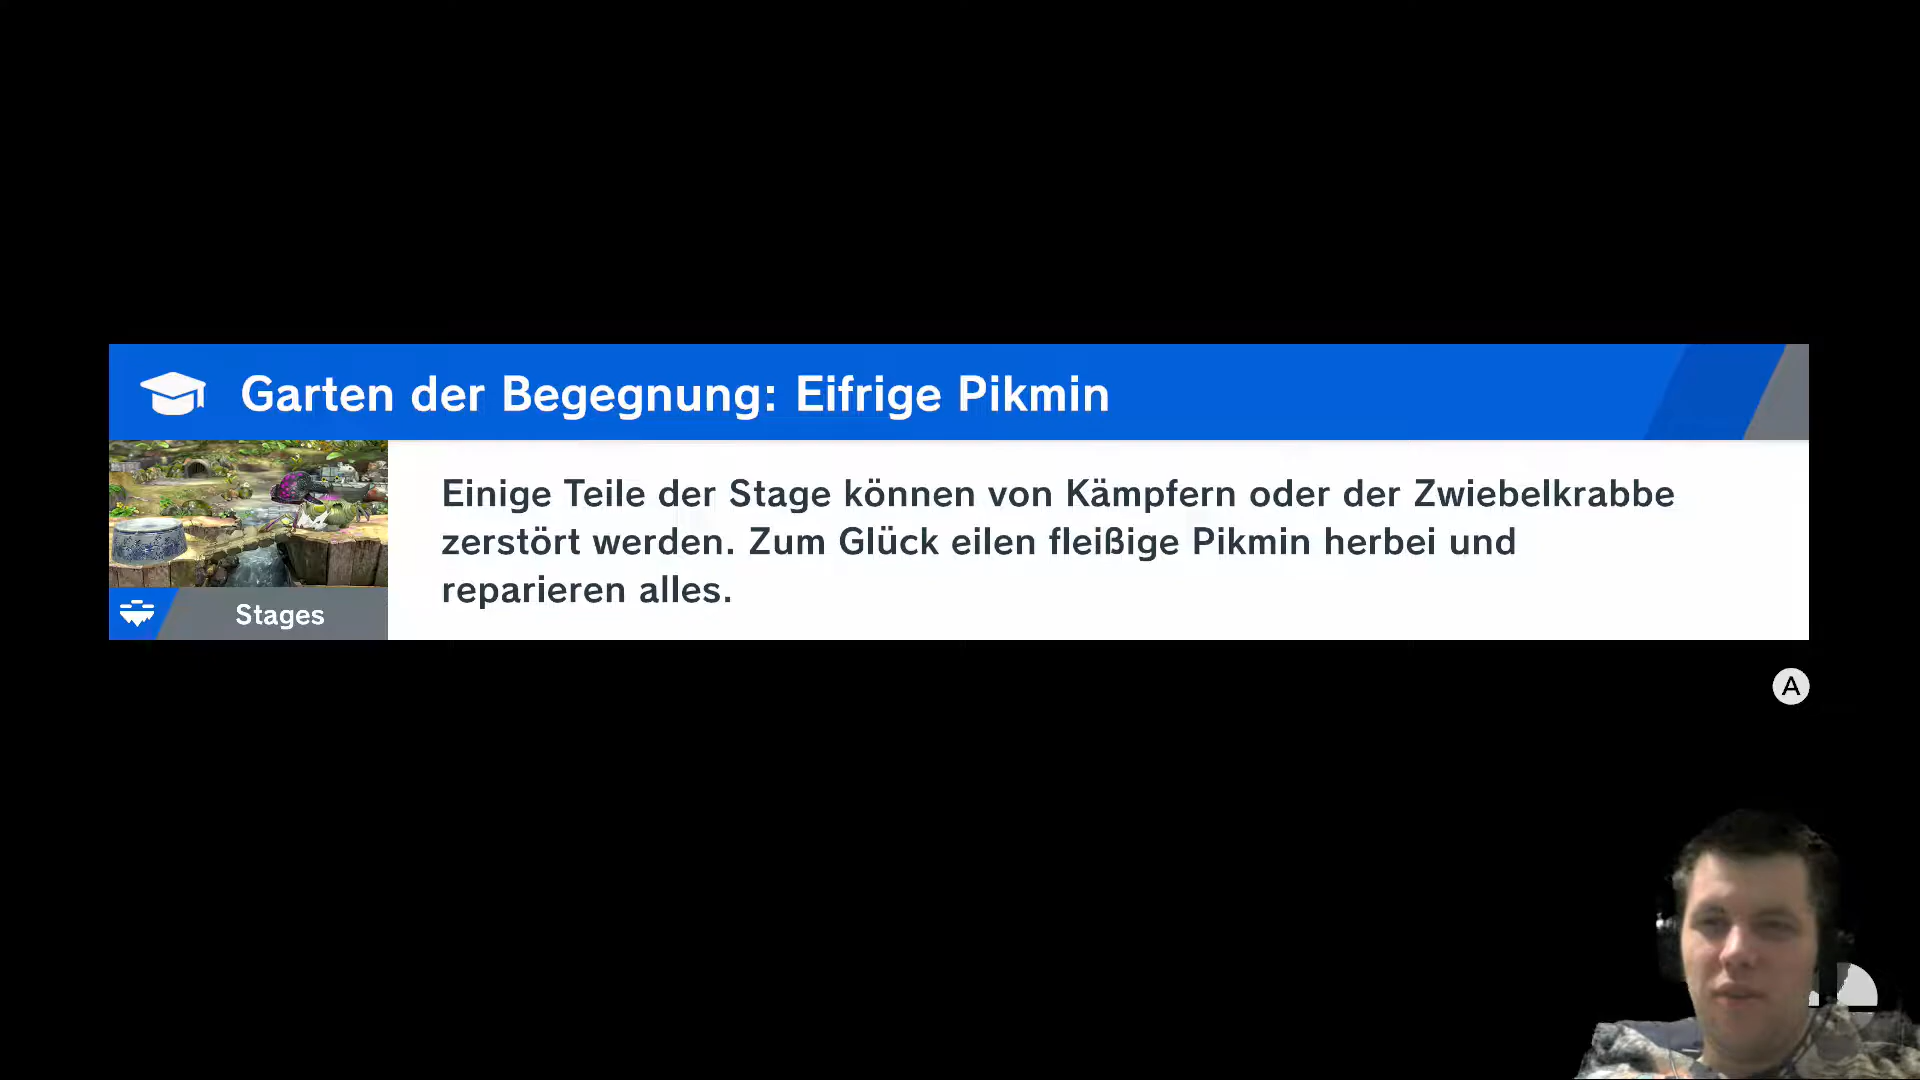 Garten der Begegnung: Eifrige Pikmin
Einige Teile der Stage können von Kämpfern oder der Zwiebelkrabbe
zerstört werden. Zum Glück eilen fleißige Pikmin herbei und
reparieren alles.
Stages
A